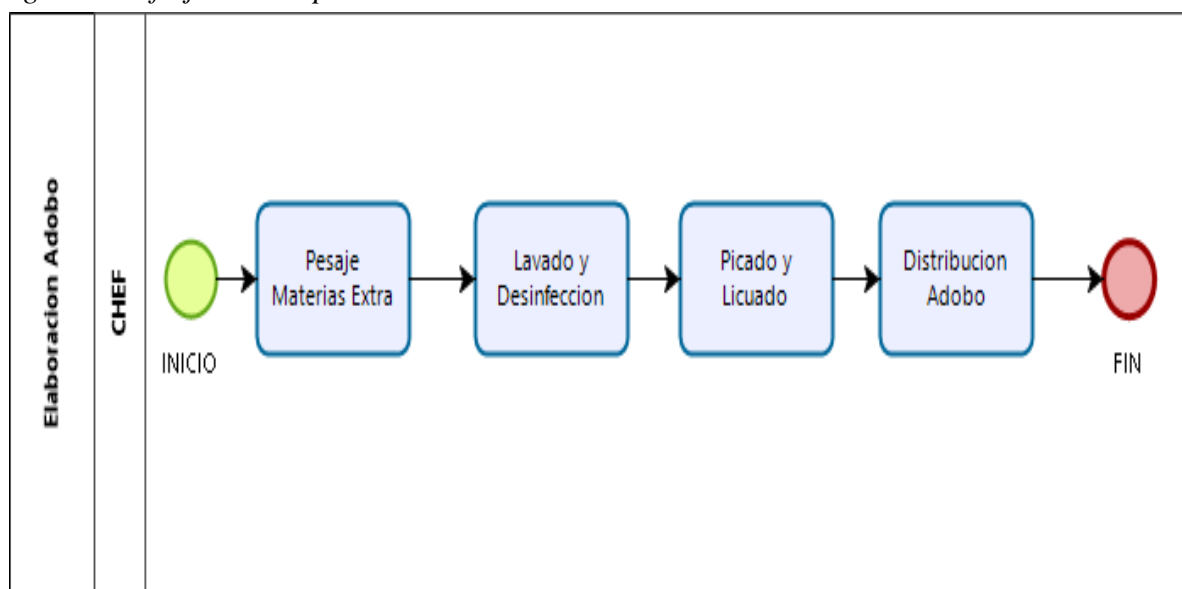 Elaboracion Adobo
CHEF
INICIO
Pesaje
Materias Extra
Lavado y
Desinfeccion
Picado y
Licuado
Distribucion
Adobo
FIN